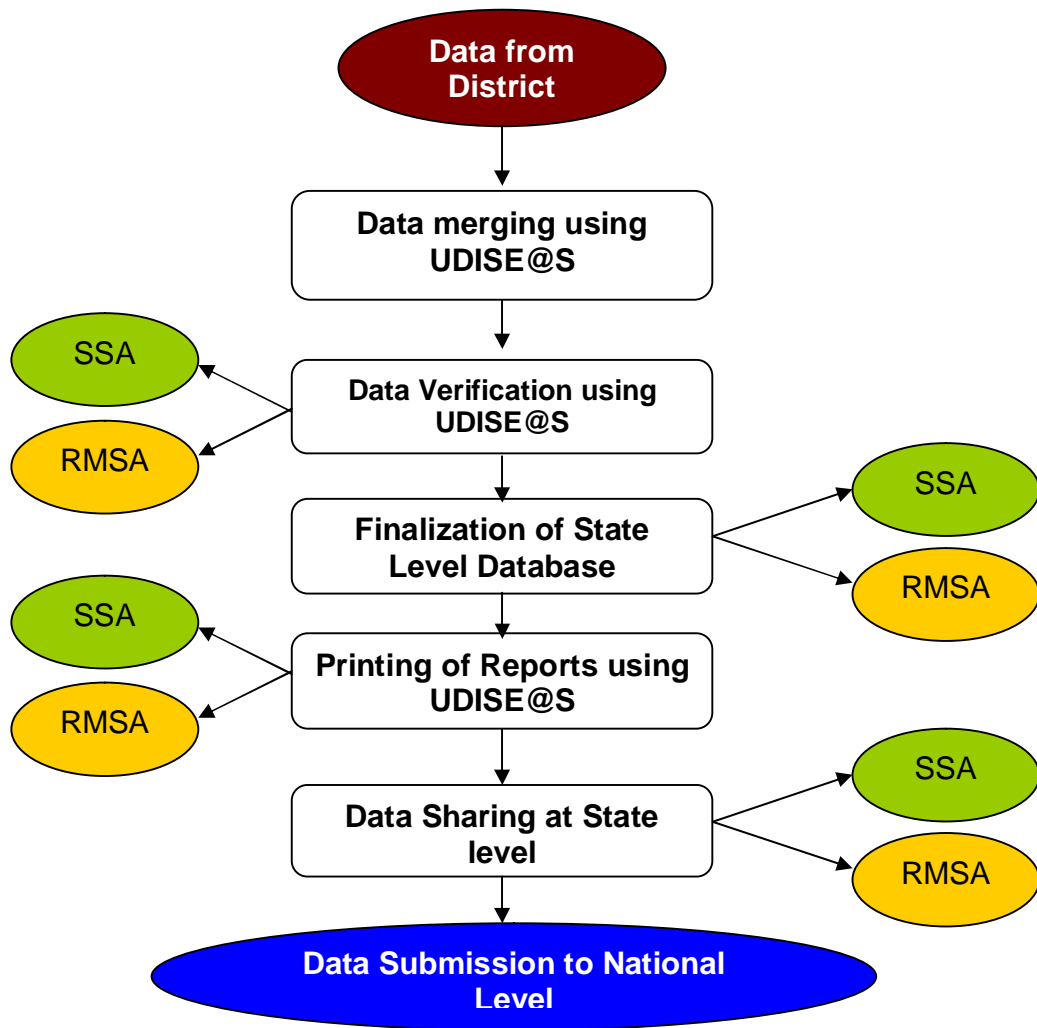 Data from
District
Data merging using
UDISE@S
SSA
Data Verification using
UDISE@S
RMSA
SSA
Finalization of State
Level Database
RMSA
SSA
Printing of Reports using
UDISE@S
RMSA
SSA
Data Sharing at State
level
RMSA
Data Submission to National
Level